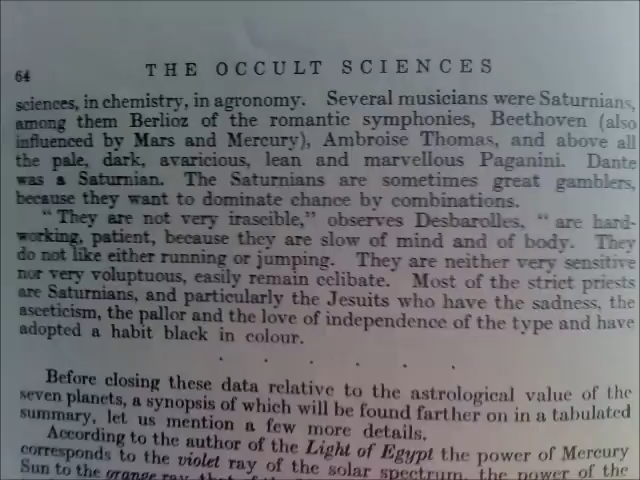 64
THE OCCULT SCIENCES
sciences, in chemistry, in agronomy. Several musicians were Saturnians,
among them Berlioz of the romantic symphonies, Beethoven (also
influenced by Mars and Mercury), Ambroise Thomas, and above all
the pale, dark, avaricious, lean and marvellous Paganini. Dante
was a Saturnian. The Saturnians are sometimes great gamblers,
because they want to dominate chance by combinations.
"They are not very irascible," observes Desbarolles, "are hard-
working, patient, because they are slow of mind and of body. They
do not like either running or jumping. They are neither very sensitive
nor very voluptuous, easily remain celibate. Most of the strict priests
are Saturnians, and particularly the Jesuits who have the sadness, the
asceticism, the pallor and the love of independence of the type and have
adopted a habit black in colour.
. . . . . .
Before closing these data relative to the astrological value of the
seven planets, a synopsis of which will be found farther on in a tabulated
summary, let us mention a few more details.
According to the author of the Light of Egypt the power of Mercury
corresponds to the violet ray of the solar spectrum, the power of the
Sun to the orange ray, that of the